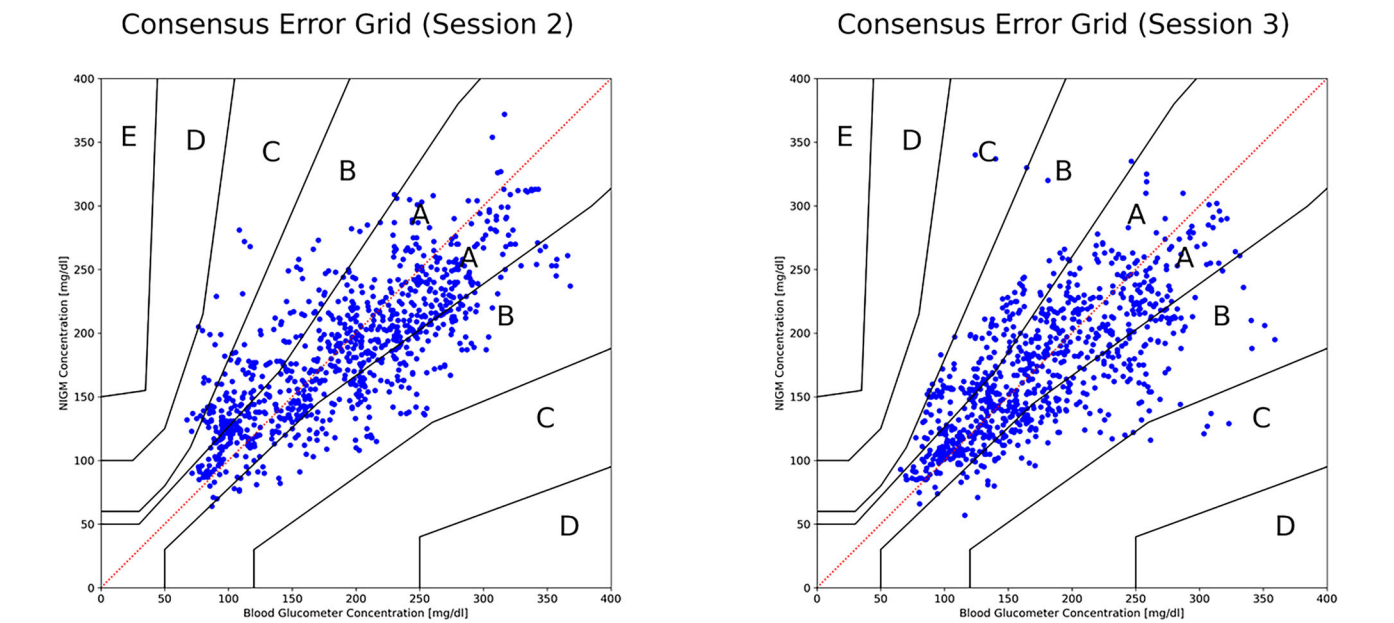 Consensus Error Grid (Session 2)
400
350
300
250
200
150
100
50
0
NIGM Concentration [mg/dl]
E
D
C
B
A
A
B
C
D
0 50 100 150 200 250 300 350 400
Blood Glucometer Concentration [mg/dl]
Consensus Error Grid (Session 3)
400
350
300
250
200
150
100
50
0
NIGM Concentration [mg/dl]
E
D
C
B
A
A
B
C
D
0 50 100 150 200 250 300 350 400
Blood Glucometer Concentration [mg/dl]